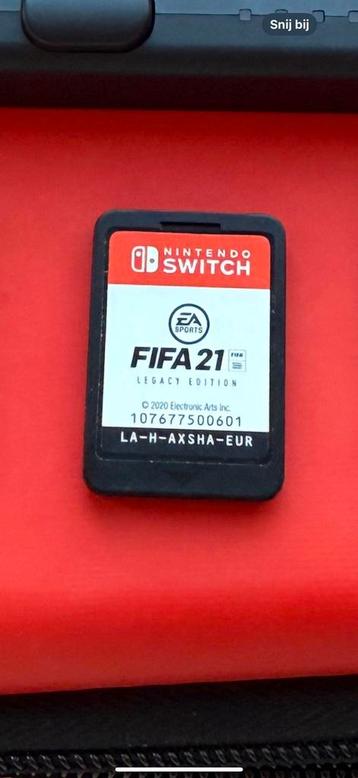 Snij bij
NINTENDO
SWITCH
EA
SPORTS
FIFA 21
LEGACY EDITION
© 2020 Electronic Arts Inc.
107677500601
LA-H-AXSHA-EUR